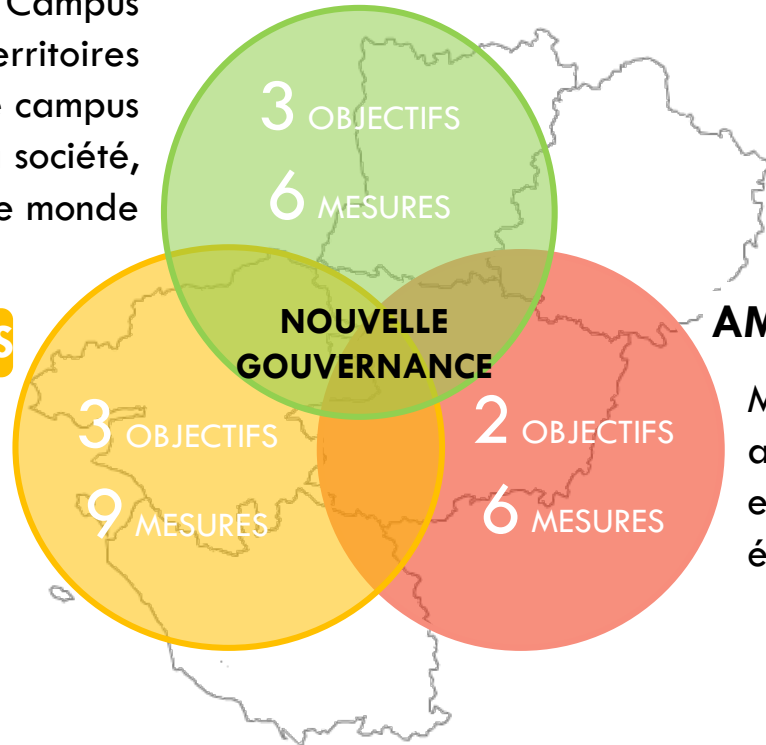 Campus
erritoires
campus
société,
e monde
3 OBJECTIFS
6 MESURES
NOUVELLE
GOUVERNANCE
S
AM
3 OBJECTIFS
9 MESURES
2 OBJECTIFS
6 MESURES
M
a
e
é